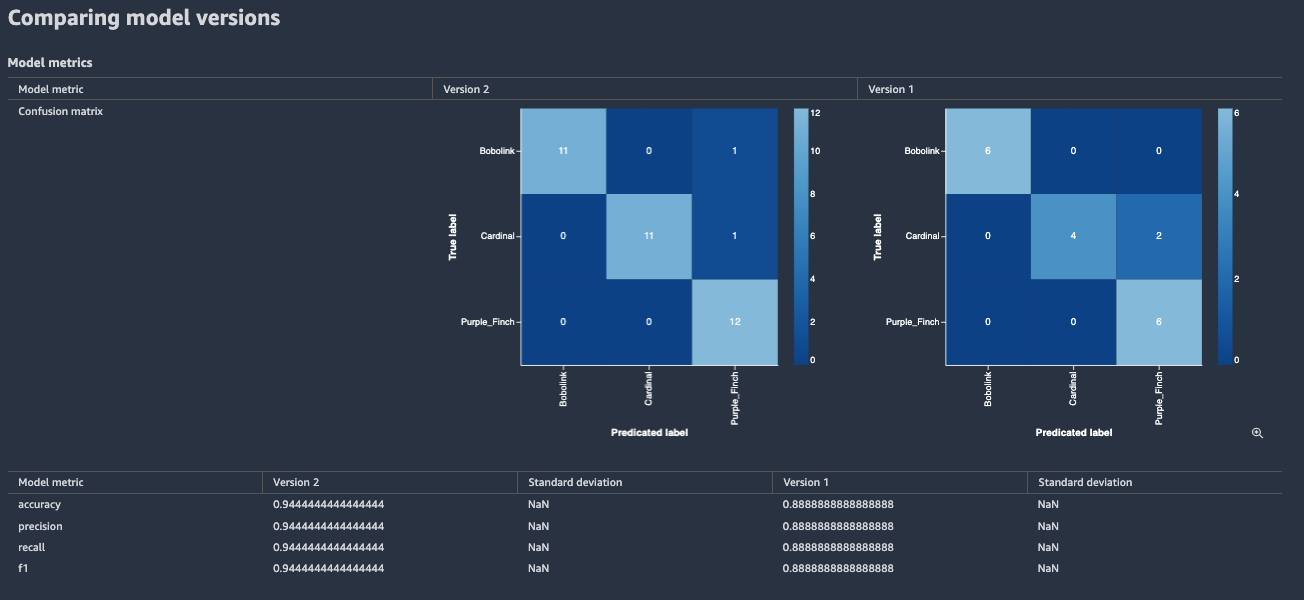 Comparing model versions
Model metrics
Model metric Version 2 Version 1
Confusion matrix
12
10
8
6
4
2
0
True label
Bobolink 11 0 1
Cardinal 0 11 1
Purple_Finch 0 0 12
Bobolink Cardinal Purple_Finch
Predicated label
6
4
2
0
True label
Bobolink 6 0 0
Cardinal 0 4 2
Purple_Finch 0 0 6
Bobolink Cardinal Purple_Finch
Predicated label
Model metric Version 2 Standard deviation Version 1 Standard deviation
accuracy 0.9444444444444444 NaN 0.8888888888888888 NaN
precision 0.9444444444444444 NaN 0.8888888888888888 NaN
recall 0.9444444444444444 NaN 0.8888888888888888 NaN
f1 0.9444444444444444 NaN 0.8888888888888888 NaN